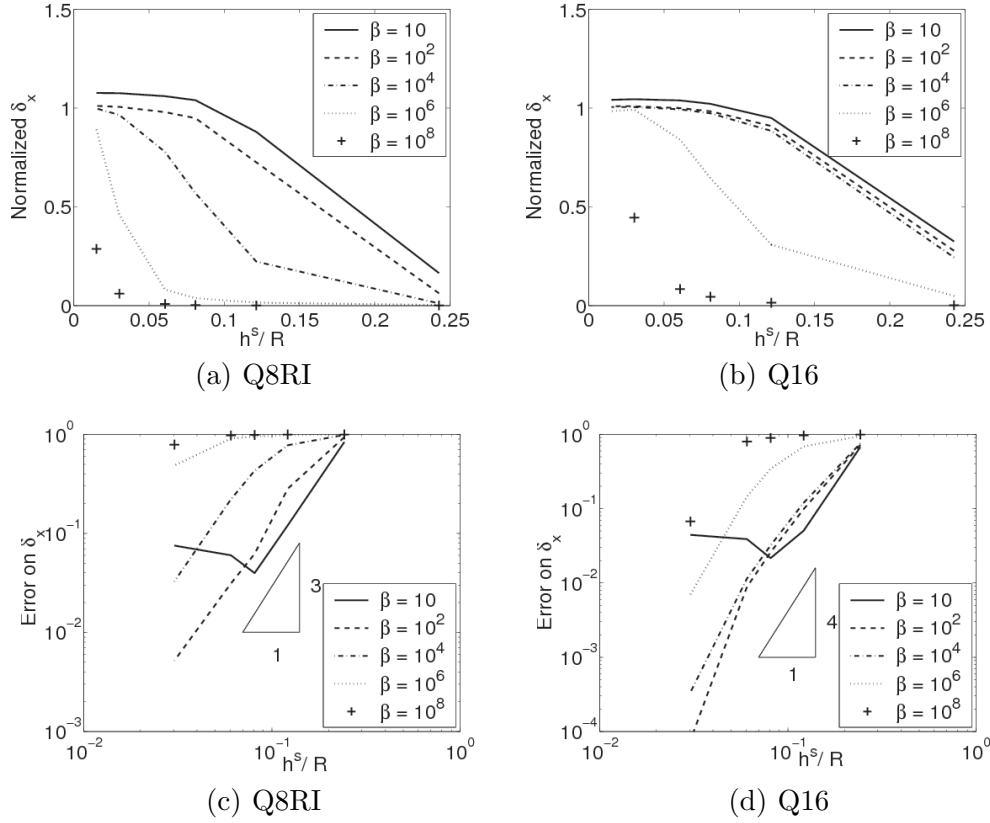 1.5
1
0.5
0
Normalized δ_x
β = 10
β = 10^2
β = 10^4
β = 10^6
β = 10^8
0 0.05 0.1 0.15 0.2 0.25
h^s/ R
(a) Q8RI
1.5
1
0.5
0
Normalized δ_x
β = 10
β = 10^2
β = 10^4
β = 10^6
β = 10^8
0 0.05 0.1 0.15 0.2 0.25
h^s/ R
(b) Q16
10^0
10^-1
10^-2
10^-3
Error on δ_x
3
1
β = 10
β = 10^2
β = 10^4
β = 10^6
β = 10^8
10^-2 10^-1 10^0
h^s/ R
(c) Q8RI
10^0
10^-1
10^-2
10^-3
10^-4
Error on δ_x
4
1
β = 10
β = 10^2
β = 10^4
β = 10^6
β = 10^8
10^-2 10^-1 10^0
h^s/ R
(d) Q16